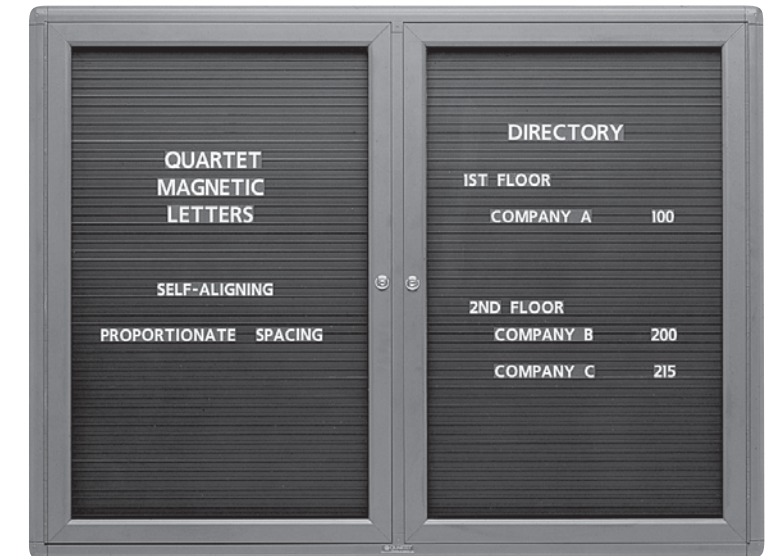 QUARTET
MAGNETIC
LETTERS
SELF-ALIGNING
PROPORTIONATE SPACING
DIRECTORY
1ST FLOOR
COMPANY A 100
2ND FLOOR
COMPANY B 200
COMPANY C 215